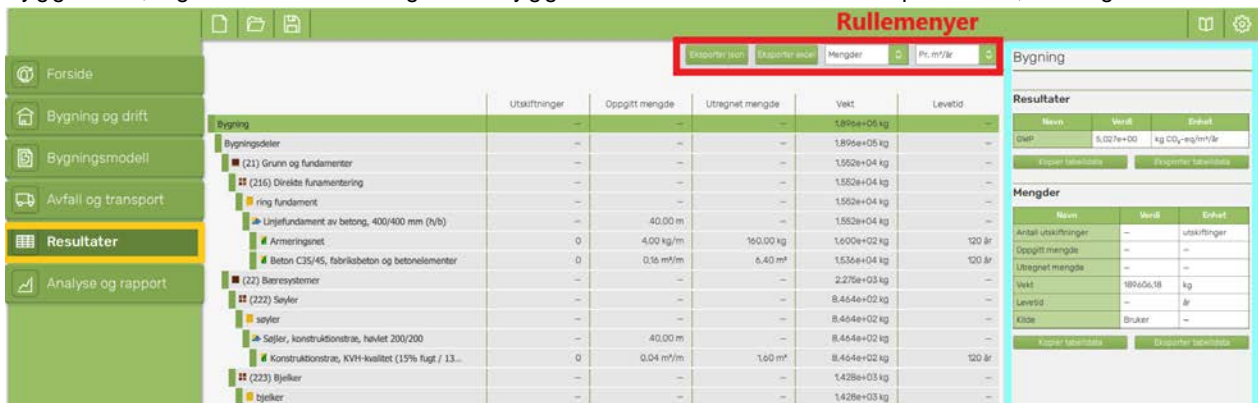 Rullemenyer
Eksporter json Eksporter excel Mengder Pr. m²/år
Forside
Bygning og drift
Bygningsmodell
Avfall og transport
Resultater
Analyse og rapport
Utskiftninger Oppgitt mengde Utregnet mengde Vekt Levetid
Bygning — — — 1,896e+05 kg —
Bygningsdeler — — — 1,896e+05 kg —
(21) Grunn og fundamenter — — — 1,552e+04 kg —
(216) Direkte funamentering — — — 1,552e+04 kg —
ring fundament — — — 1,552e+04 kg —
Linjefundament av betong, 400/400 mm (h/b) — 40,00 m — 1,552e+04 kg —
Armeringsnet 0 4,00 kg/m 160,00 kg 1,600e+02 kg 120 år
Beton C35/45, fabriksbeton og betonelementer 0 0,16 m³/m 6,40 m³ 1,536e+04 kg 120 år
(22) Bæresystemer — — — 2,275e+03 kg —
(222) Søyler — — — 8,464e+02 kg —
søyler — — — 8,464e+02 kg —
Søjler, konstruktionstræ, høvlet 200/200 — 40,00 m — 8,464e+02 kg —
Konstruktionstræ, KVH-kvalitet (15% fugt / 13... 0 0,04 m³/m 1,60 m³ 8,464e+02 kg 120 år
(223) Bjelker — — — 1,428e+03 kg —
bjelker — — — 1,428e+03 kg —
Bygning
Resultater
Navn Verdi Enhet
GWP 5,027e+00 kg CO₂-eq/m²/år
Kopier tabelldata Eksporter tabelldata
Mengder
Navn Verdi Enhet
Antall utskiftninger — utskiftinger
Oppgitt mengde — —
Utregnet mengde — —
Vekt 189606,18 kg
Levetid — år
Kilde Bruker —
Kopier tabelldata Eksporter tabelldata